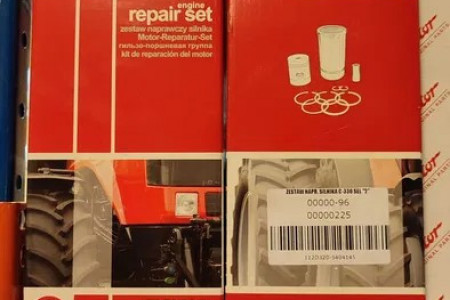 engine
repair set
zestaw naprawczy silnika
Motor-Reparatur-Set
гильзо-поршневая группа
kit de reparación del motor
ZESTAW NAPR. SILNIKA C-330 SEL "2"
00000-96
00000225